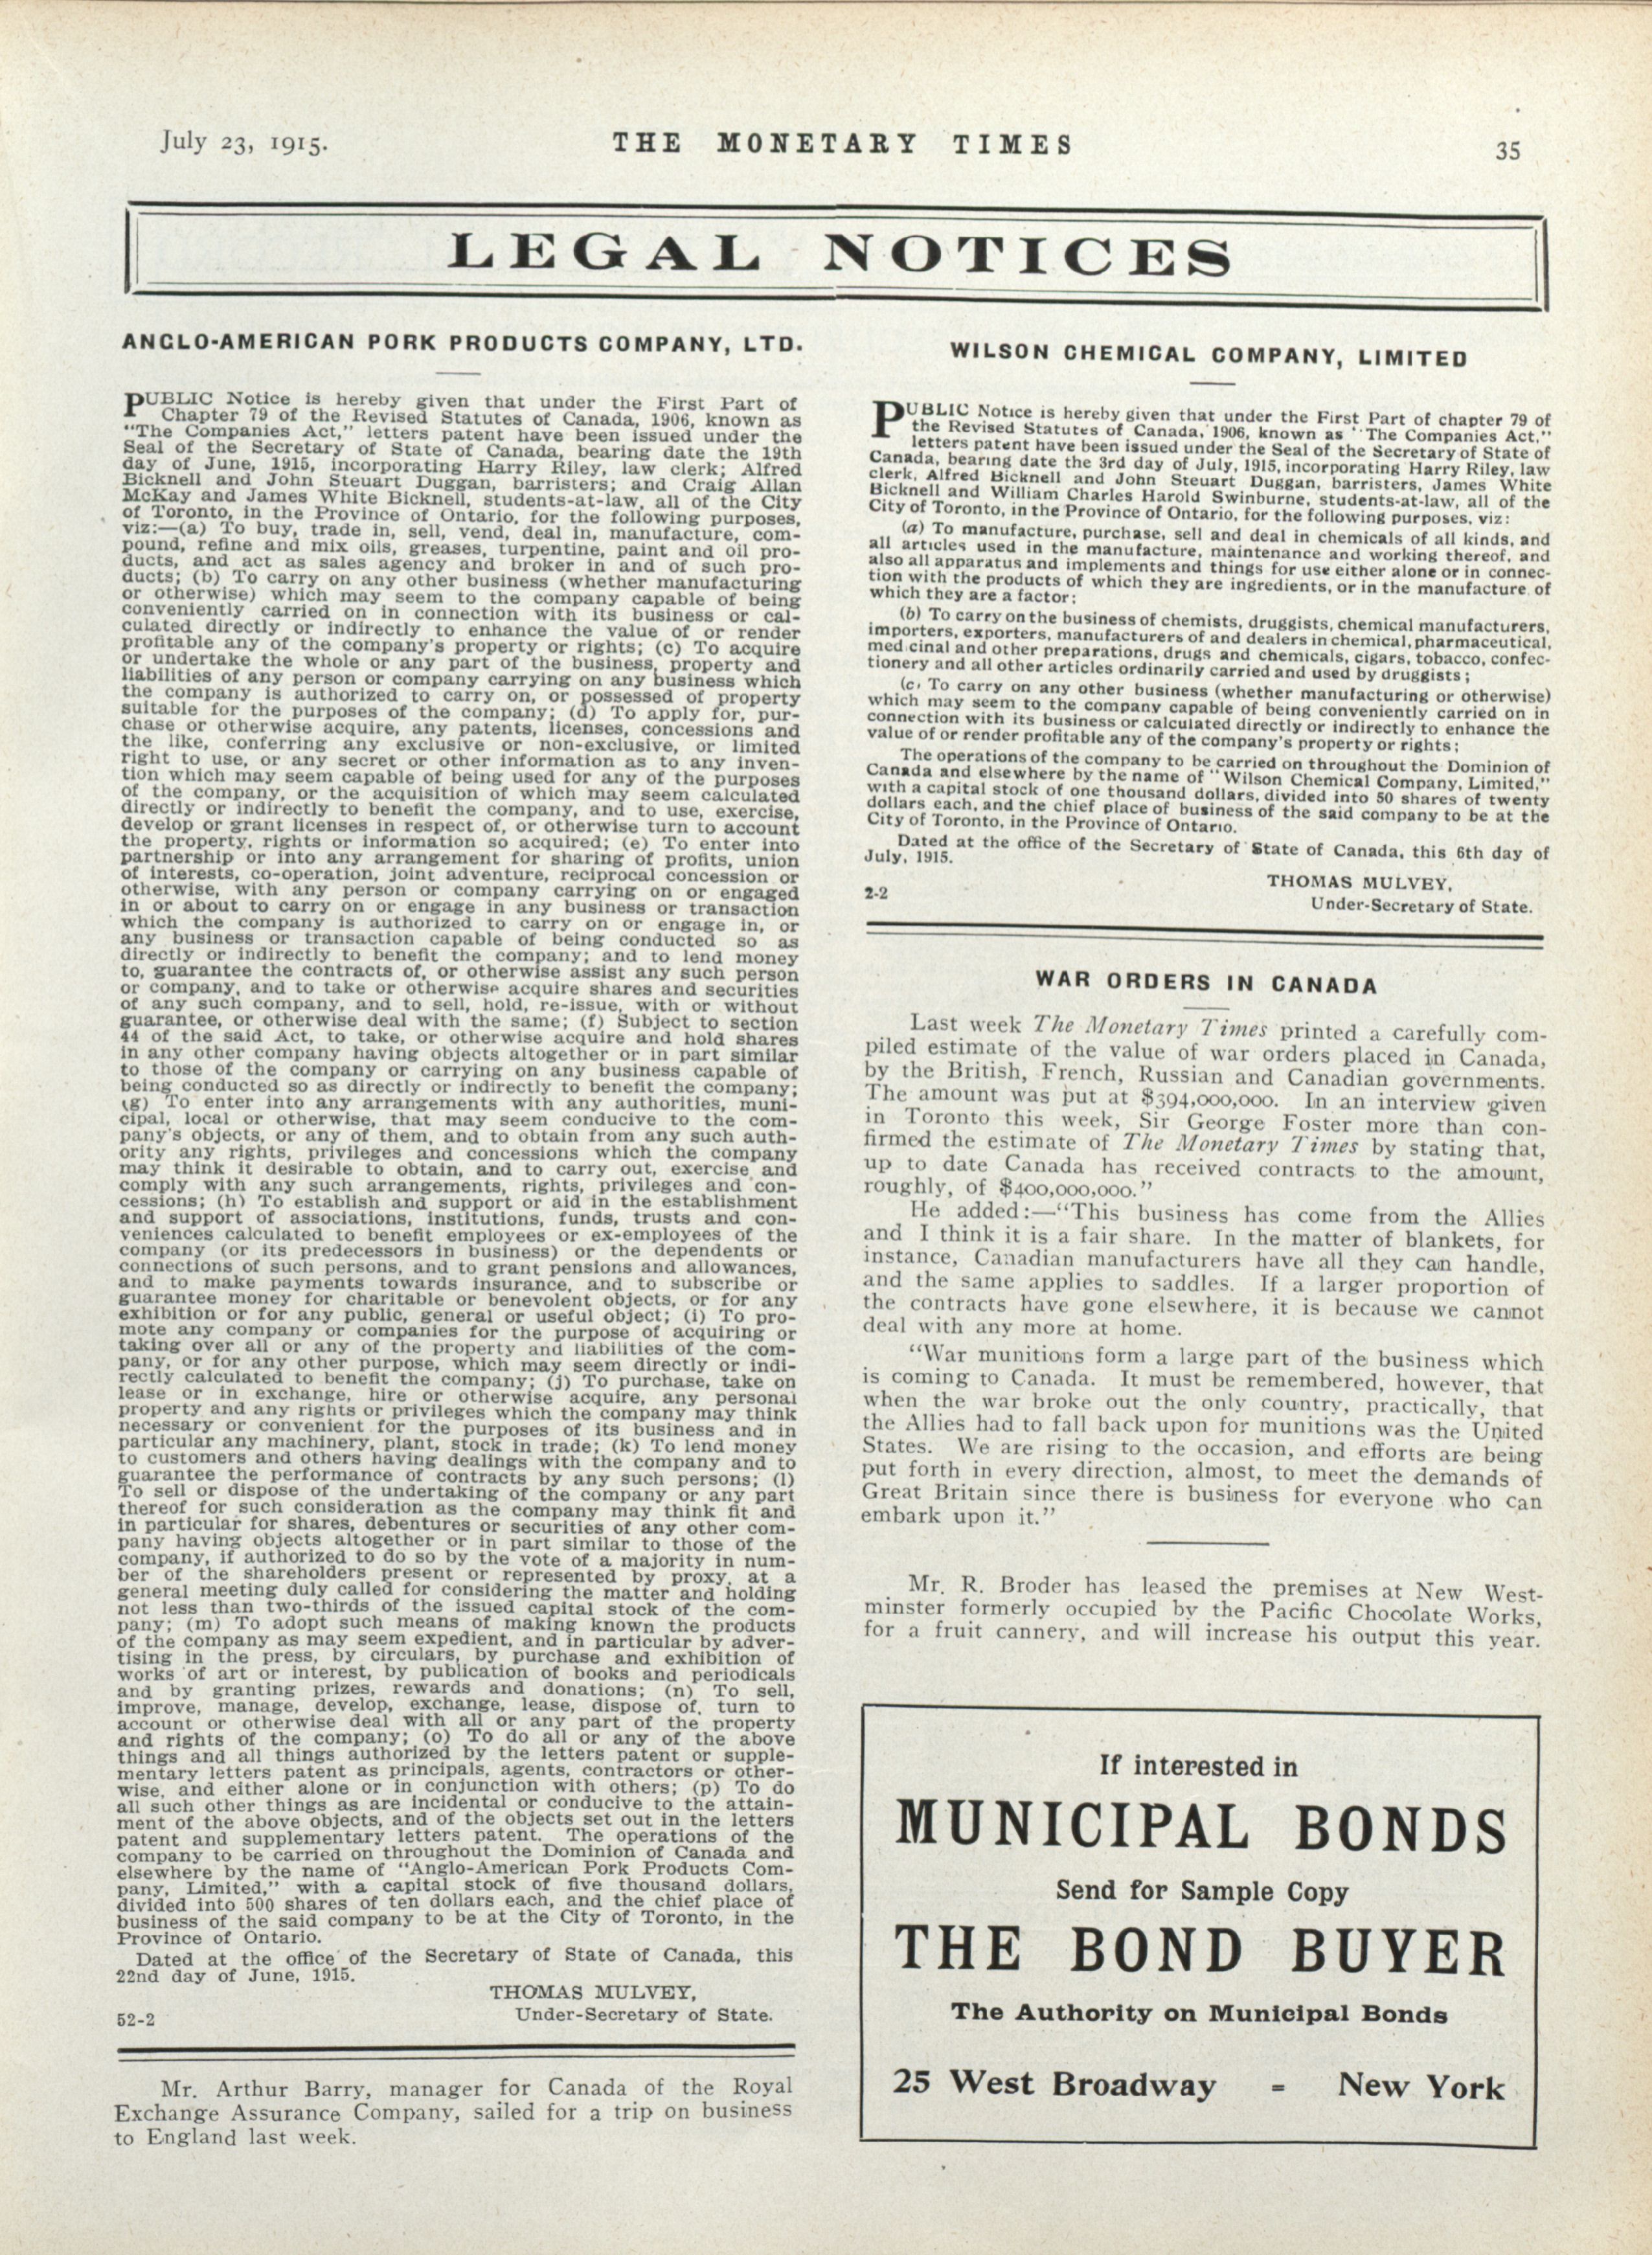 July 23, 1915.
THE MONETARY TIMES
35
LEGAL NOTICES
ANGLO-AMERICAN PORK PRODUCTS COMPANY, LTD.
PUBLIC Notice is hereby given that under the First Part of
Chapter 79 of the Revised Statutes of Canada, 1906, known as
"The Companies Act," letters patent have been issued under the
Seal of the Secretary of State of Canada, bearing date the 19th
day of June, 1915, incorporating Harry Riley, law clerk; Alfred
Bicknell and John Steuart Duggan, barristers; and Craig Allan
McKay and James White Bicknell, students-at-law, all of the City
of Toronto, in the Province of Ontario, for the following purposes,
viz:—(a) To buy, trade in, sell, vend, deal in, manufacture, com-
pound, refine and mix oils, greases, turpentine, paint and oil pro-
ducts, and act as sales agency and broker in and of such pro-
ducts; (b) To carry on any other business (whether manufacturing
or otherwise) which may seem to the company capable of being
conveniently carried on in connection with its business or cal-
culated directly or indirectly to enhance the value of or render
profitable any of the company's property or rights; (c) To acquire
or undertake the whole or any part of the business, property and
liabilities of any person or company carrying on any business which
the company is authorized to carry on, or possessed of property
suitable for the purposes of the company; (d) To apply for, pur-
chase or otherwise acquire, any patents, licenses, concessions and
the like, conferring any exclusive or non-exclusive, or limited
right to use, or any secret or other information as to any inven-
tion which may seem capable of being used for any of the purposes
of the company, or the acquisition of which may seem calculated
directly or indirectly to benefit the company, and to use, exercise,
develop or grant licenses in respect of, or otherwise turn to account
the property, rights or information so acquired; (e) To enter into
partnership or into any arrangement for sharing of profits, union
of interests, co-operation, joint adventure, reciprocal concession or
otherwise, with any person or company carrying on or engaged
in or about to carry on or engage in any business or transaction
which the company is authorized to carry on or engage in, or
any business or transaction capable of being conducted so as
directly or indirectly to benefit the company; and to lend money
to, guarantee the contracts of, or otherwise assist any such person
or company, and to take or otherwise acquire shares and securities
of any such company, and to sell, hold, re-issue, with or without
guarantee, or otherwise deal with the same; (f) Subject to section
44 of the said Act, to take, or otherwise acquire and hold shares
in any other company having objects altogether or in part similar
to those of the company or carrying on any business capable of
being conducted so as directly or indirectly to benefit the company;
(g) To enter into any arrangements with any authorities, muni-
cipal, local or otherwise, that may seem conducive to the com-
pany's objects, or any of them, and to obtain from any such auth-
ority any rights, privileges and concessions which the company
may think it desirable to obtain, and to carry out, exercise and
comply with any such arrangements, rights, privileges and con-
cessions; (h) To establish and support or aid in the establishment
and support of associations, institutions, funds, trusts and con-
veniences calculated to benefit employees or ex-employees of the
company (or its predecessors in business) or the dependents or
connections of such persons, and to grant pensions and allowances,
and to make payments towards insurance, and to subscribe or
guarantee money for charitable or benevolent objects, or for any
exhibition or for any public, general or useful object; (i) To pro-
mote any company or companies for the purpose of acquiring or
taking over all or any of the property and liabilities of the com-
pany, or for any other purpose, which may seem directly or indi-
rectly calculated to benefit the company; (j) To purchase, take on
lease or in exchange, hire or otherwise acquire, any personal
property and any rights or privileges which the company may think
necessary or convenient for the purposes of its business and in
particular any machinery, plant, stock in trade; (k) To lend money
to customers and others having dealings with the company and to
guarantee the performance of contracts by any such persons; (l)
To sell or dispose of the undertaking of the company or any part
thereof for such consideration as the company may think fit and
in particular for shares, debentures or securities of any other com-
pany having objects altogether or in part similar to those of the
company, if authorized to do so by the vote of a majority in num-
ber of the shareholders present or represented by proxy, at a
general meeting duly called for considering the matter and holding
not less than two-thirds of the issued capital stock of the com-
pany; (m) To adopt such means of making known the products
of the company as may seem expedient, and in particular by adver-
tising in the press, by circulars, by purchase and exhibition of
works of art or interest, by publication of books and periodicals
and by granting prizes, rewards and donations; (n) To sell,
improve, manage, develop, exchange, lease, dispose of, turn to
account or otherwise deal with all or any part of the property
and rights of the company; (o) To do all or any of the above
things and all things authorized by the letters patent or supple-
mentary letters patent as principals, agents, contractors or other-
wise, and either alone or in conjunction with others; (p) To do
all such other things as are incidental or conducive to the attain-
ment of the above objects, and of the objects set out in the letters
patent and supplementary letters patent. The operations of the
company to be carried on throughout the Dominion of Canada and
elsewhere by the name of "Anglo-American Pork Products Com-
pany, Limited," with a capital stock of five thousand dollars,
divided into 500 shares of ten dollars each, and the chief place of
business of the said company to be at the City of Toronto, in the
Province of Ontario.
Dated at the office of the Secretary of State of Canada, this
22nd day of June, 1915.
THOMAS MULVEY,
52-2 Under-Secretary of State.
Mr. Arthur Barry, manager for Canada of the Royal
Exchange Assurance Company, sailed for a trip on business
to England last week.
WILSON CHEMICAL COMPANY, LIMITED
PUBLIC Notice is hereby given that under the First Part of chapter 79 of
the Revised Statutes of Canada, 1906, known as "The Companies Act,"
letters patent have been issued under the Seal of the Secretary of State of
Canada, bearing date the 3rd day of July, 1915, incorporating Harry Riley, law
clerk, Alfred Bicknell and John Steuart Duggan, barristers, James White
Bicknell and William Charles Harold Swinburne, students-at-law, all of the
City of Toronto, in the Province of Ontario, for the following purposes, viz:
(a) To manufacture, purchase, sell and deal in chemicals of all kinds, and
all articles used in the manufacture, maintenance and working thereof, and
also all apparatus and implements and things for use either alone or in connec-
tion with the products of which they are ingredients, or in the manufacture of
which they are a factor;
(b) To carry on the business of chemists, druggists, chemical manufacturers,
importers, exporters, manufacturers of and dealers in chemical, pharmaceutical,
med cinal and other preparations, drugs and chemicals, cigars, tobacco, confec-
tionery and all other articles ordinarily carried and used by druggists;
(c, To carry on any other business (whether manufacturing or otherwise)
which may seem to the company capable of being conveniently carried on in
connection with its business or calculated directly or indirectly to enhance the
value of or render profitable any of the company's property or rights;
The operations of the company to be carried on throughout the Dominion of
Canada and elsewhere by the name of "Wilson Chemical Company, Limited,"
with a capital stock of one thousand dollars, divided into 50 shares of twenty
dollars each, and the chief place of business of the said company to be at the
City of Toronto, in the Province of Ontario.
Dated at the office of the Secretary of State of Canada, this 6th day of
July, 1915.
THOMAS MULVEY,
2-2 Under-Secretary of State.
WAR ORDERS IN CANADA
Last week The Monetary Times printed a carefully com-
piled estimate of the value of war orders placed in Canada,
by the British, French, Russian and Canadian governments.
The amount was put at $394,000,000. In an interview given
in Toronto this week, Sir George Foster more than con-
firmed the estimate of The Monetary Times by stating that,
up to date Canada has received contracts to the amount,
roughly, of $400,000,000."
He added:—"This business has come from the Allies
and I think it is a fair share. In the matter of blankets, for
instance, Canadian manufacturers have all they can handle,
and the same applies to saddles. If a larger proportion of
the contracts have gone elsewhere, it is because we cannot
deal with any more at home.
"War munitions form a large part of the business which
is coming to Canada. It must be remembered, however, that
when the war broke out the only country, practically, that
the Allies had to fall back upon for munitions was the United
States. We are rising to the occasion, and efforts are being
put forth in every direction, almost, to meet the demands of
Great Britain since there is business for everyone who can
embark upon it."
Mr. R. Broder has leased the premises at New West-
minster formerly occupied by the Pacific Chocolate Works,
for a fruit cannery, and will increase his output this year.
If interested in
MUNICIPAL BONDS
Send for Sample Copy
THE BOND BUYER
The Authority on Municipal Bonds
25 West Broadway - New York